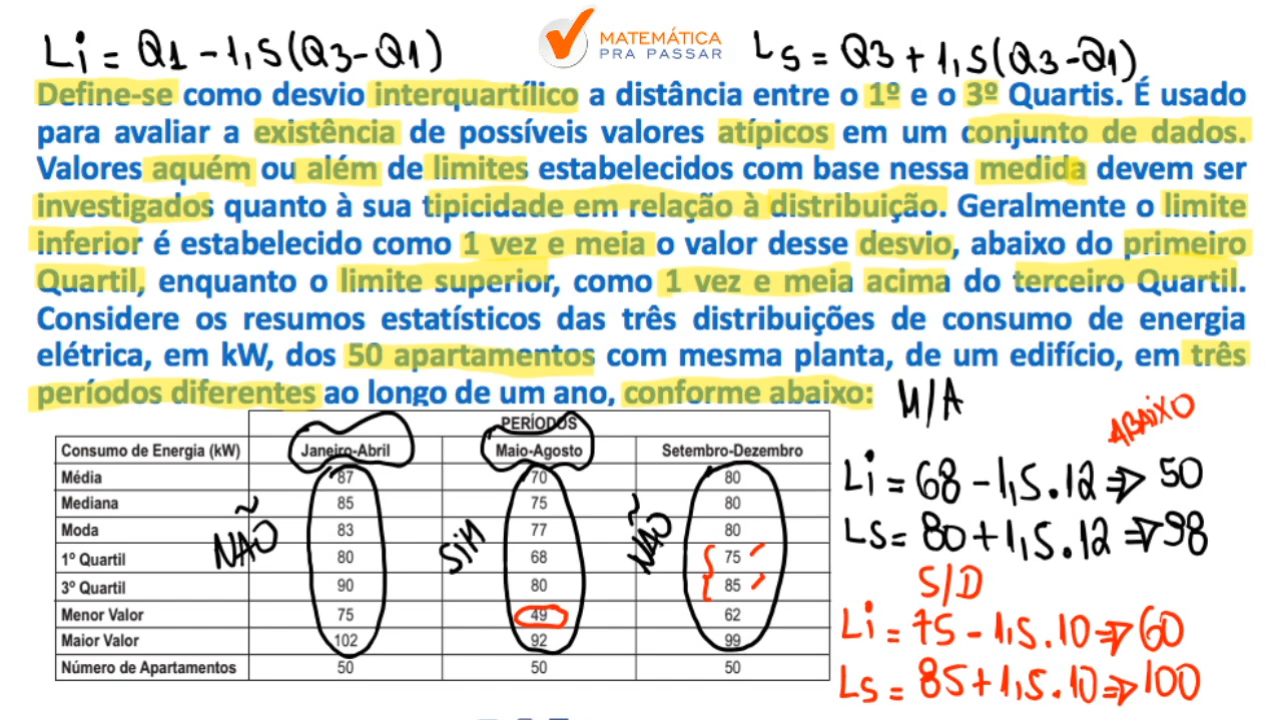 Li = Q1 - 1,5(Q3-Q1)
MATEMÁTICA
PRA PASSAR
Ls = Q3 + 1,5(Q3-Q1)
Define-se como desvio interquartílico a distância entre o 1º e o 3º Quartis. É usado
para avaliar a existência de possíveis valores atípicos em um conjunto de dados.
Valores aquém ou além de limites estabelecidos com base nessa medida devem ser
investigados quanto à sua tipicidade em relação à distribuição. Geralmente o limite
inferior é estabelecido como 1 vez e meia o valor desse desvio, abaixo do primeiro
Quartil, enquanto o limite superior, como 1 vez e meia acima do terceiro Quartil.
Considere os resumos estatísticos das três distribuições de consumo de energia
elétrica, em kW, dos 50 apartamentos com mesma planta, de um edifício, em três
períodos diferentes ao longo de um ano, conforme abaixo:
PERÍODOS
Consumo de Energia (kW) Janeiro-Abril Maio-Agosto Setembro-Dezembro
Média 87 70 80
Mediana 85 75 80
Moda 83 77 80
1º Quartil 80 68 75
3º Quartil 90 80 85
Menor Valor 75 49 62
Maior Valor 102 92 99
Número de Apartamentos 50 50 50
NÃO
SIM
NÃO
M/A
ABAIXO
Li = 68 - 1,5.12 => 50
Ls = 80 + 1,5.12 => 98
S/D
Li = 75 - 1,5.10 => 60
Ls = 85 + 1,5.10 => 100